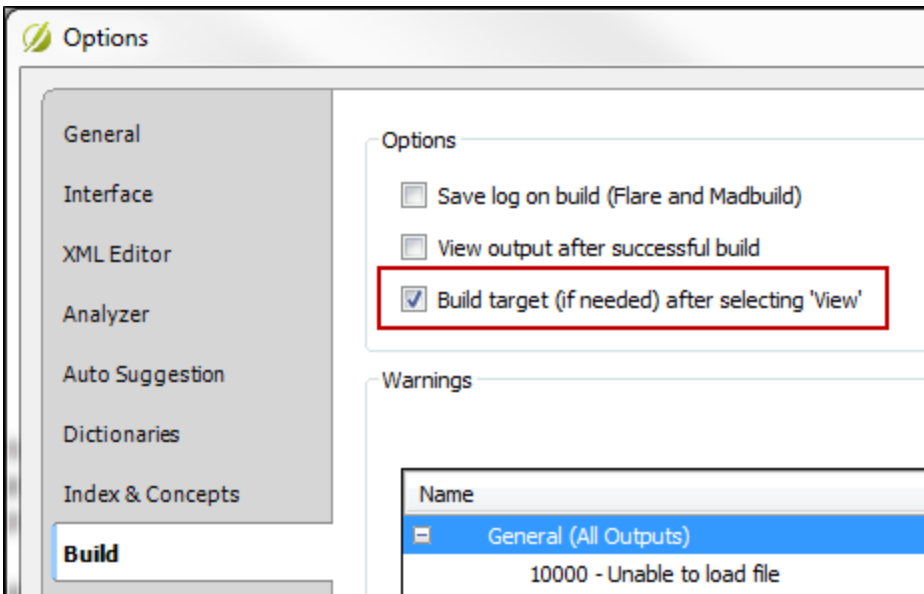 Options
General
Interface
XML Editor
Analyzer
Auto Suggestion
Dictionaries
Index & Concepts
Build
Options
Save log on build (Flare and Madbuild)
View output after successful build
Build target (if needed) after selecting 'View'
Warnings
Name
General (All Outputs)
10000 - Unable to load file